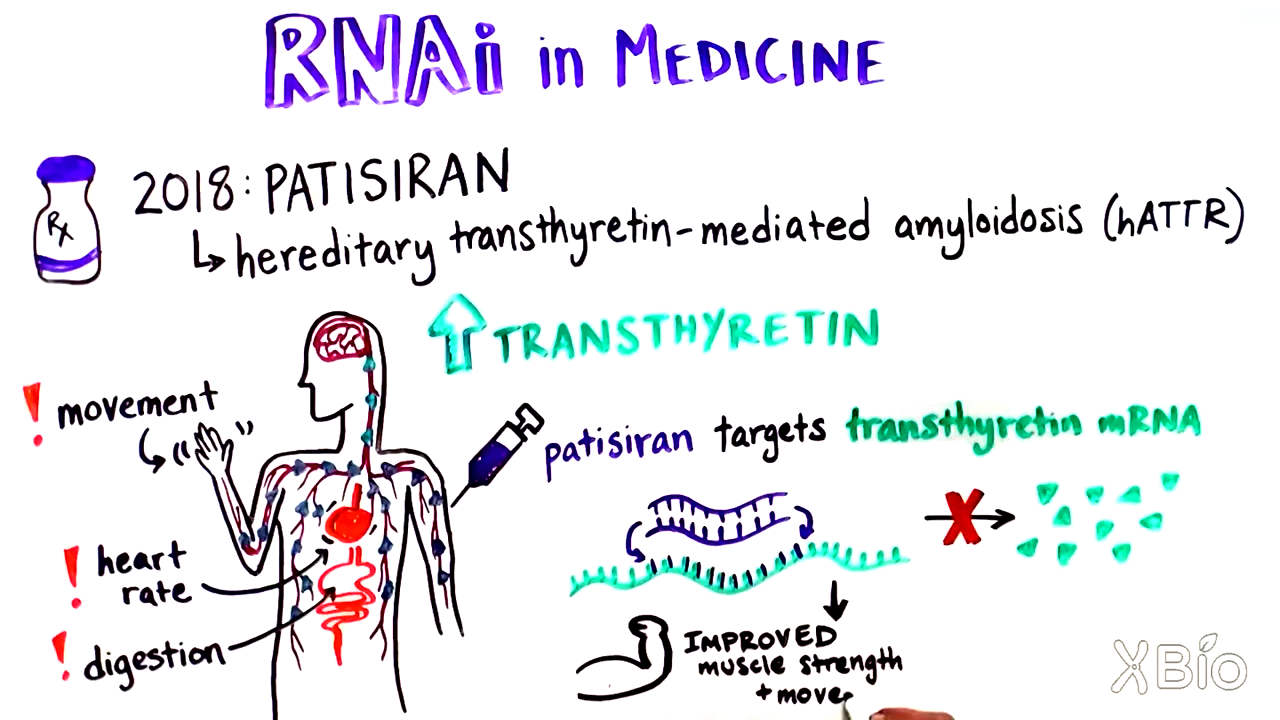 RNAi in MEDICINE
Rx
2018: PATISIRAN
↳ hereditary transthyretin-mediated amyloidosis (hATTR)
↑ TRANSTHYRETIN
! movement
patisiran targets transthyretin mRNA
! heart
rate
! digestion
IMPROVED
muscle strength
+ move
XBio